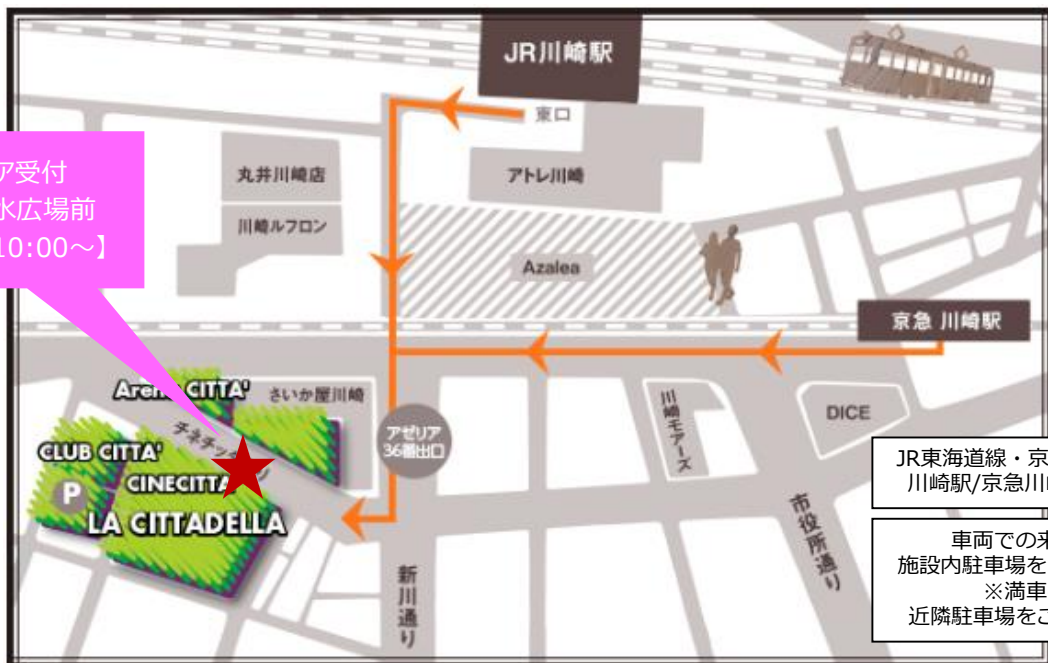 JR川崎駅
東口
ア受付
水広場前
10:00～】
丸井川崎店
アトレ川崎
川崎ルフロン
Azalea
京急 川崎駅
Arena CITTA'
さいか屋川崎
チネチッタ
アゼリア
36番出口
川崎モアーズ
DICE
CLUB CITTA'
P
CINECITTA
LA CITTADELLA
市役所通り
新川通り
JR東海道線・京
川崎駅/京急川
車両での来
施設内駐車場を
※満車
近隣駐車場をご